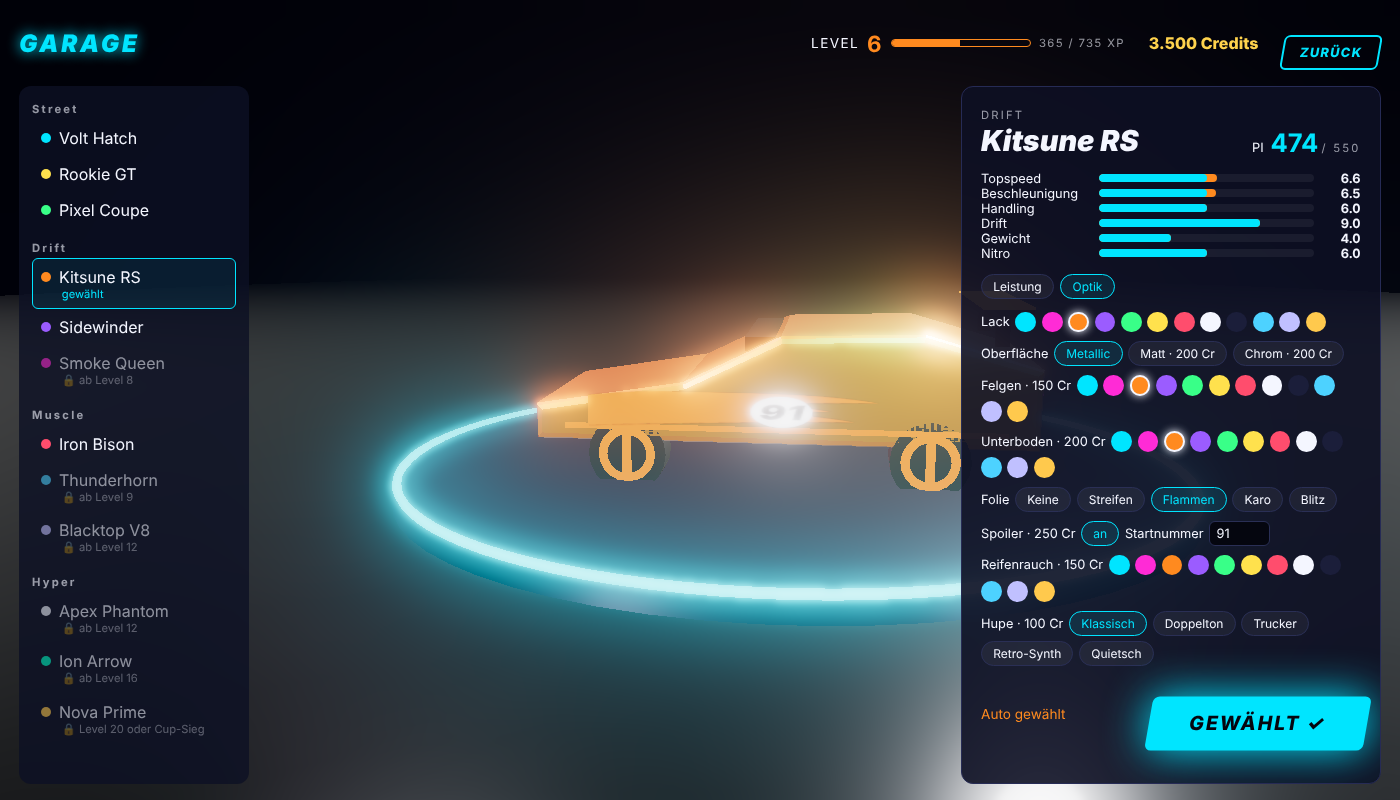 GARAGE
LEVEL 6 365 / 735 XP 3.500 Credits ZURÜCK
Street
Volt Hatch
Rookie GT
Pixel Coupe
Drift
Kitsune RS
gewählt
Sidewinder
Smoke Queen
🔒 ab Level 8
Muscle
Iron Bison
Thunderhorn
🔒 ab Level 9
Blacktop V8
🔒 ab Level 12
Hyper
Apex Phantom
🔒 ab Level 12
Ion Arrow
🔒 ab Level 16
Nova Prime
🔒 Level 20 oder Cup-Sieg
91
DRIFT
Kitsune RS PI 474 / 550
Topspeed 6.6
Beschleunigung 6.5
Handling 6.0
Drift 9.0
Gewicht 4.0
Nitro 6.0
Leistung Optik
Lack
Oberfläche Metallic Matt · 200 Cr Chrom · 200 Cr
Felgen · 150 Cr
Unterboden · 200 Cr
Folie Keine Streifen Flammen Karo Blitz
Spoiler · 250 Cr an Startnummer 91
Reifenrauch · 150 Cr
Hupe · 100 Cr Klassisch Doppelton Trucker
Retro-Synth Quietsch
Auto gewählt GEWÄHLT ✓